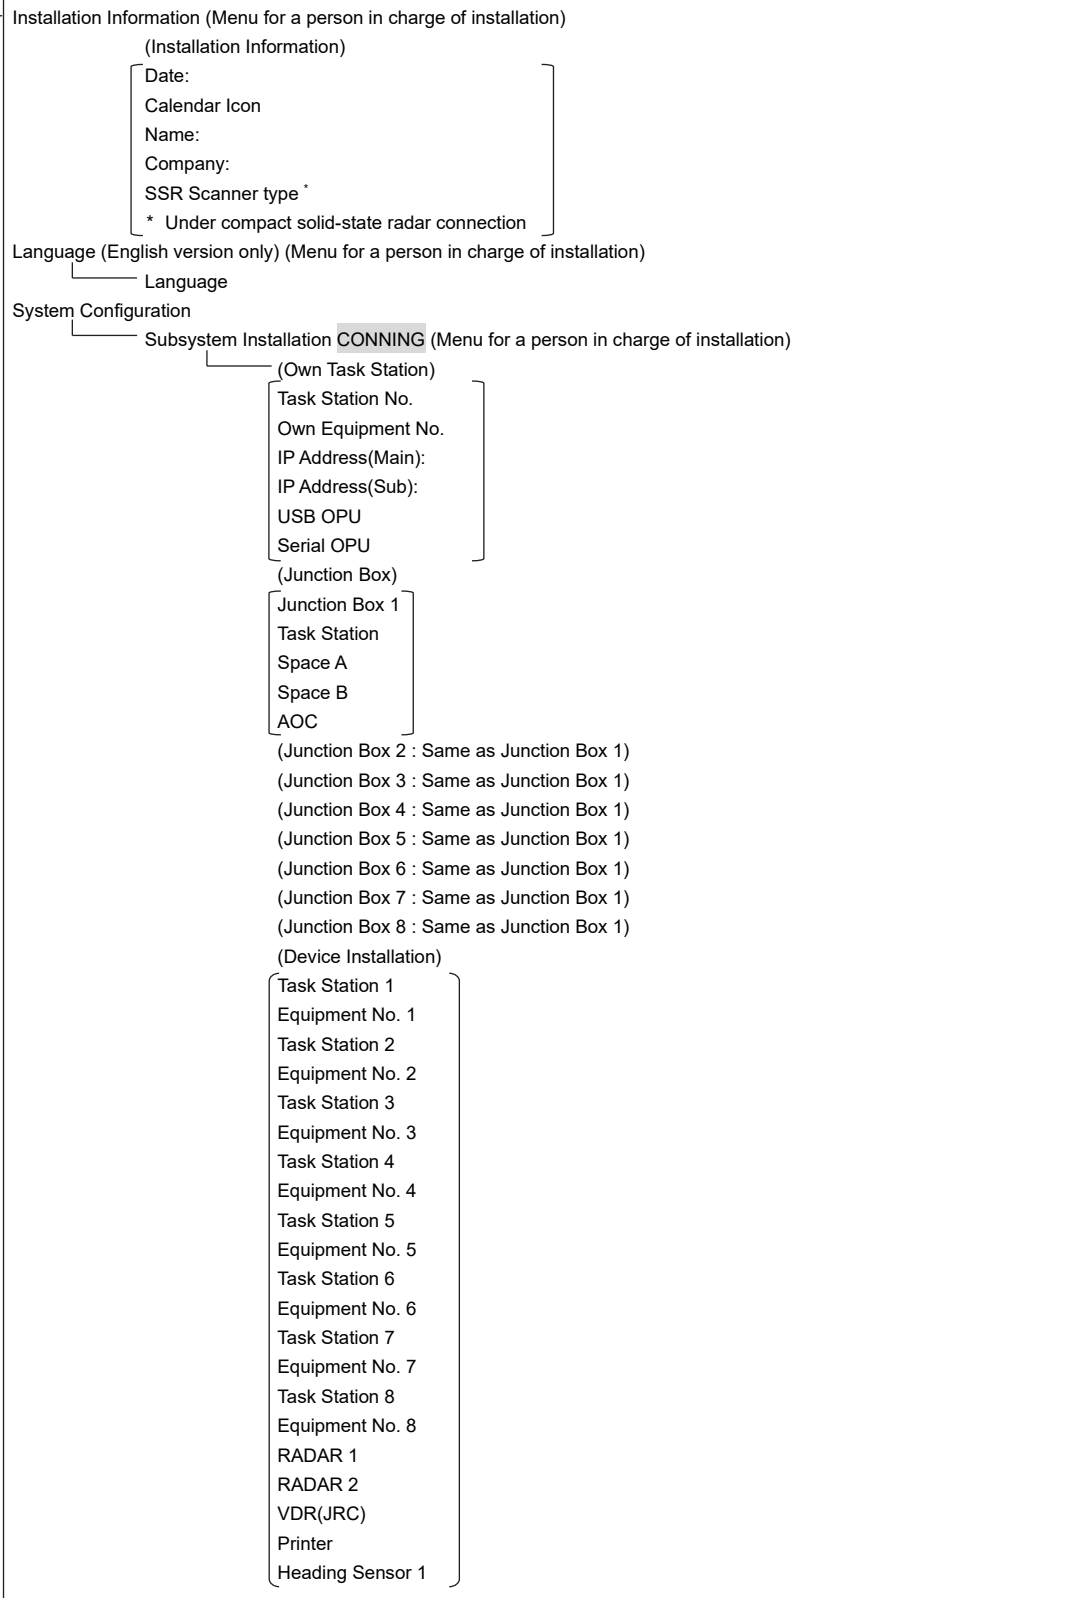 Installation Information (Menu for a person in charge of installation)
(Installation Information)
Date:
Calendar Icon
Name:
Company:
SSR Scanner type *
* Under compact solid-state radar connection
Language (English version only) (Menu for a person in charge of installation)
Language
System Configuration
Subsystem Installation CONNING (Menu for a person in charge of installation)
(Own Task Station)
Task Station No.
Own Equipment No.
IP Address(Main):
IP Address(Sub):
USB OPU
Serial OPU
(Junction Box)
Junction Box 1
Task Station
Space A
Space B
AOC
(Junction Box 2 : Same as Junction Box 1)
(Junction Box 3 : Same as Junction Box 1)
(Junction Box 4 : Same as Junction Box 1)
(Junction Box 5 : Same as Junction Box 1)
(Junction Box 6 : Same as Junction Box 1)
(Junction Box 7 : Same as Junction Box 1)
(Junction Box 8 : Same as Junction Box 1)
(Device Installation)
Task Station 1
Equipment No. 1
Task Station 2
Equipment No. 2
Task Station 3
Equipment No. 3
Task Station 4
Equipment No. 4
Task Station 5
Equipment No. 5
Task Station 6
Equipment No. 6
Task Station 7
Equipment No. 7
Task Station 8
Equipment No. 8
RADAR 1
RADAR 2
VDR(JRC)
Printer
Heading Sensor 1